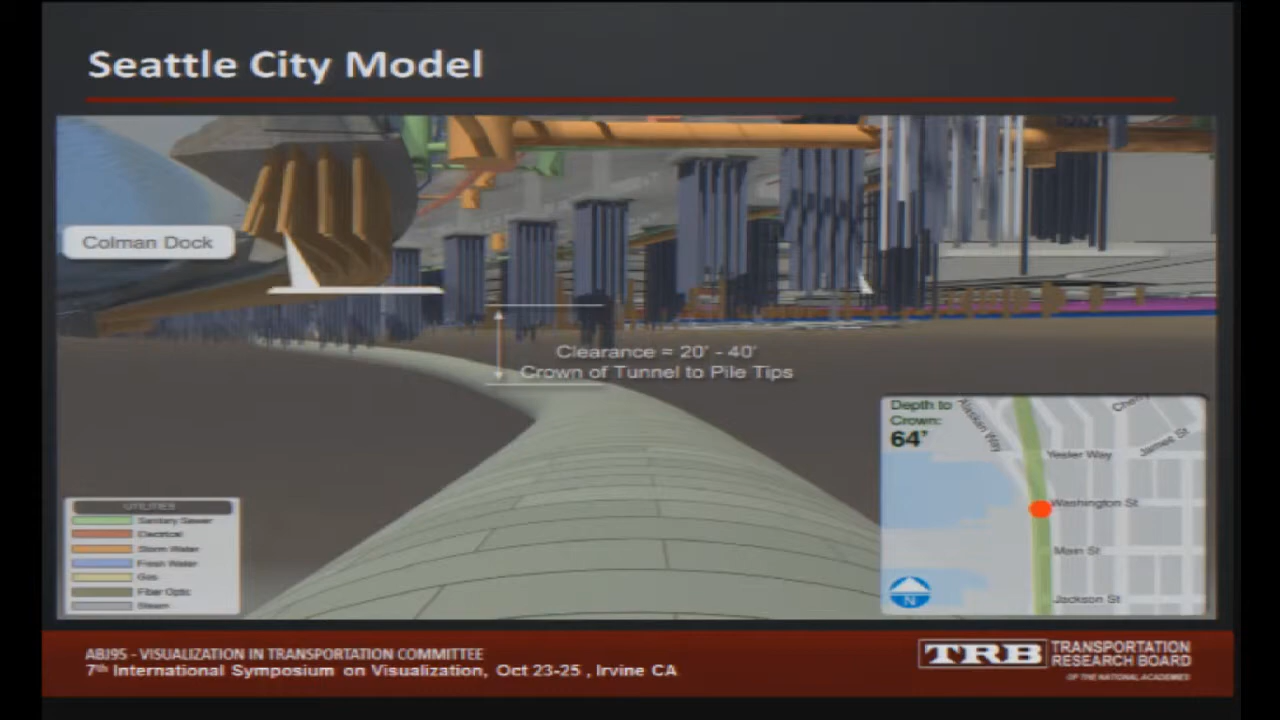 Seattle City Model
Colman Dock
Clearance = 20' - 40'
Crown of Tunnel to Pile Tips
Depth to
Crown:
64'
Alaskan Way
Cherry
James St
Yesler Way
Washington St
Main St
Jackson St
N
UTILITIES
Sanitary Sewer
Electrical
Storm Water
Fresh Water
Gas
Fiber Optic
Steam
ABJ95 - VISUALIZATION IN TRANSPORTATION COMMITTEE
7th International Symposium on Visualization, Oct 23-25 , Irvine CA
TRB
TRANSPORTATION
RESEARCH BOARD
OF THE NATIONAL ACADEMIES